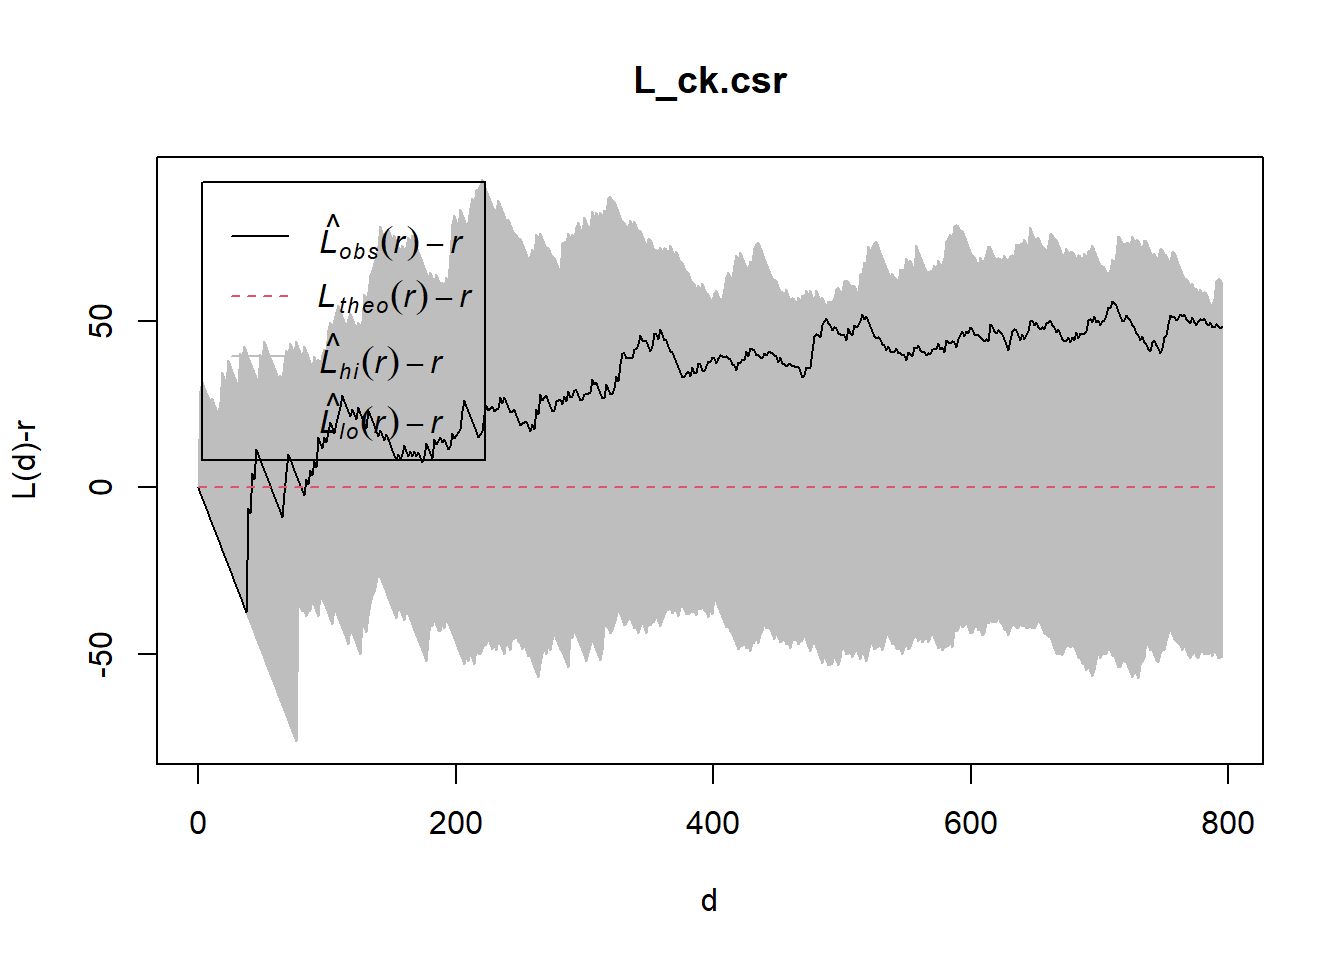 L_ck.csr
L̂obs(r) – r
Ltheo(r) – r
L̂hi(r) – r
L̂lo(r) – r
L(d)-r
50
0
-50
0 200 400 600 800
d